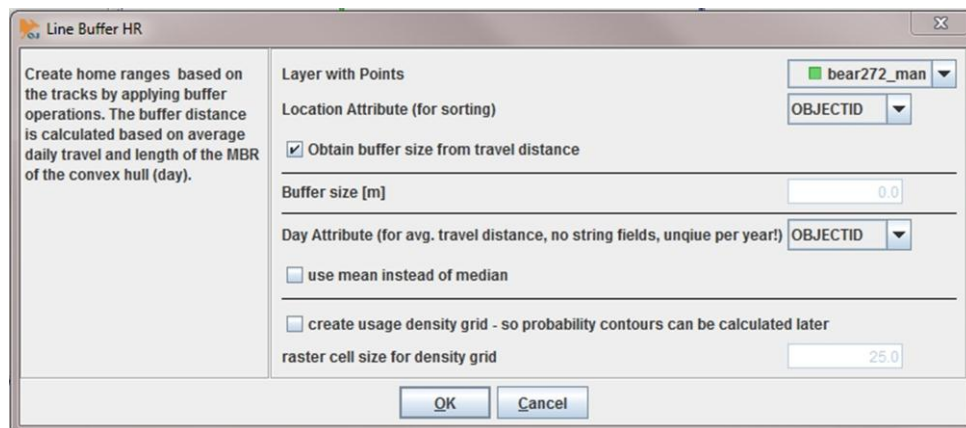 Line Buffer HR
Create home ranges based on
the tracks by applying buffer
operations. The buffer distance
is calculated based on average
daily travel and length of the MBR
of the convex hull (day).
Layer with Points
bear272_man
Location Attribute (for sorting)
OBJECTID
Obtain buffer size from travel distance
Buffer size [m]
0.0
Day Attribute (for avg. travel distance, no string fields, unqiue per year!)
OBJECTID
use mean instead of median
create usage density grid - so probability contours can be calculated later
raster cell size for density grid
25.0
OK
Cancel